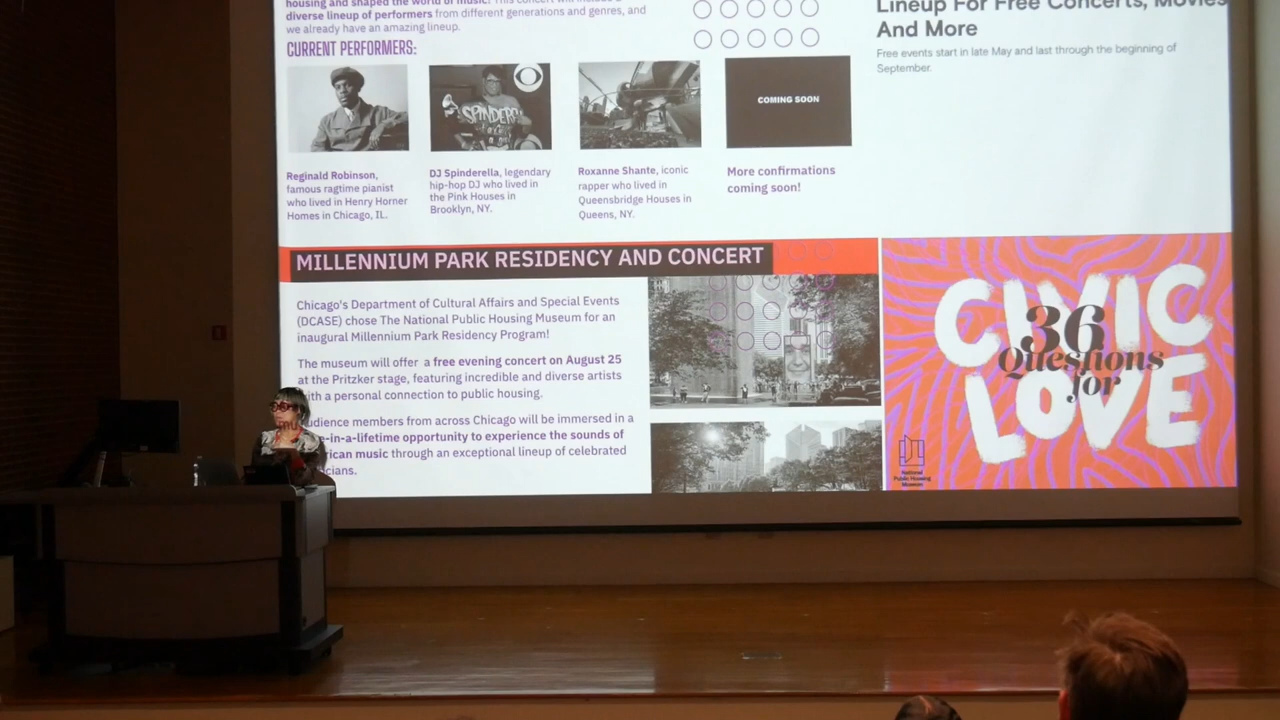 housing and shaped the world of music! This concert will include a
diverse lineup of performers from different generations and genres, and
we already have an amazing lineup.
CURRENT PERFORMERS:
SPINDERELLA
COMING SOON
Reginald Robinson,
famous ragtime pianist
who lived in Henry Horner
Homes in Chicago, IL.
DJ Spinderella, legendary
hip-hop DJ who lived in
the Pink Houses in
Brooklyn, NY.
Roxanne Shante, iconic
rapper who lived in
Queensbridge Houses in
Queens, NY.
More confirmations
coming soon!
Lineup For Free Concerts, Movies
And More
Free events start in late May and last through the beginning of
September.
MILLENNIUM PARK RESIDENCY AND CONCERT
Chicago's Department of Cultural Affairs and Special Events
(DCASE) chose The National Public Housing Museum for an
inaugural Millennium Park Residency Program!
The museum will offer a free evening concert on August 25
at the Pritzker stage, featuring incredible and diverse artists
with a personal connection to public housing.
Audience members from across Chicago will be immersed in a
-in-a-lifetime opportunity to experience the sounds of
rican music through an exceptional lineup of celebrated
icians.
CIVIC
36
Questions
for
LOVE
National
Public Housing
Museum